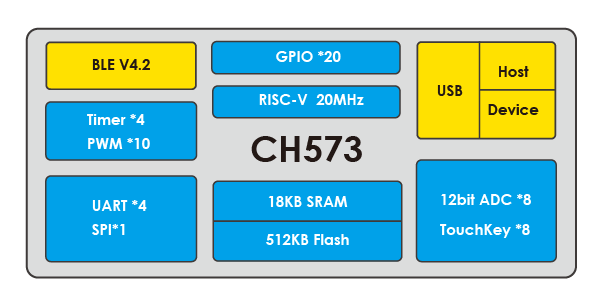 BLE V4.2
GPIO *20
USB
Host
Device
RISC-V 20MHz
Timer *4
PWM *10
CH573
UART *4
SPI*1
18KB SRAM
512KB Flash
12bit ADC *8
TouchKey *8